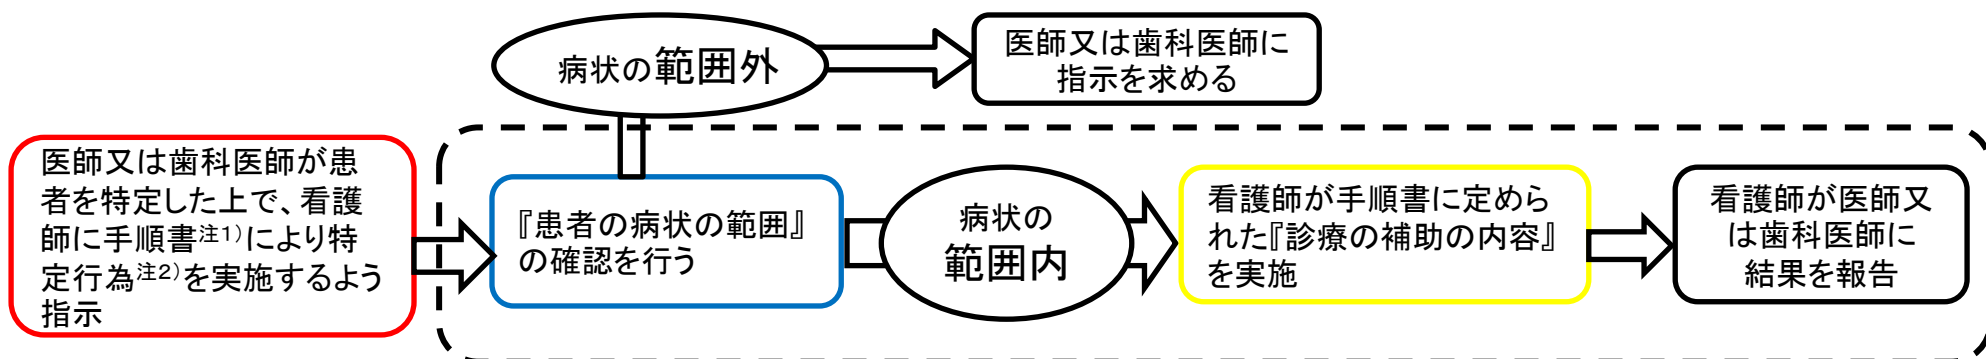 病状の範囲外
医師又は歯科医師に
指示を求める
医師又は歯科医師が患
者を特定した上で、看護
師に手順書注1)により特
定行為注2)を実施するよう
指示
『患者の病状の範囲』
の確認を行う
病状の
範囲内
看護師が手順書に定めら
れた『診療の補助の内容』
を実施
看護師が医師又
は歯科医師に
結果を報告